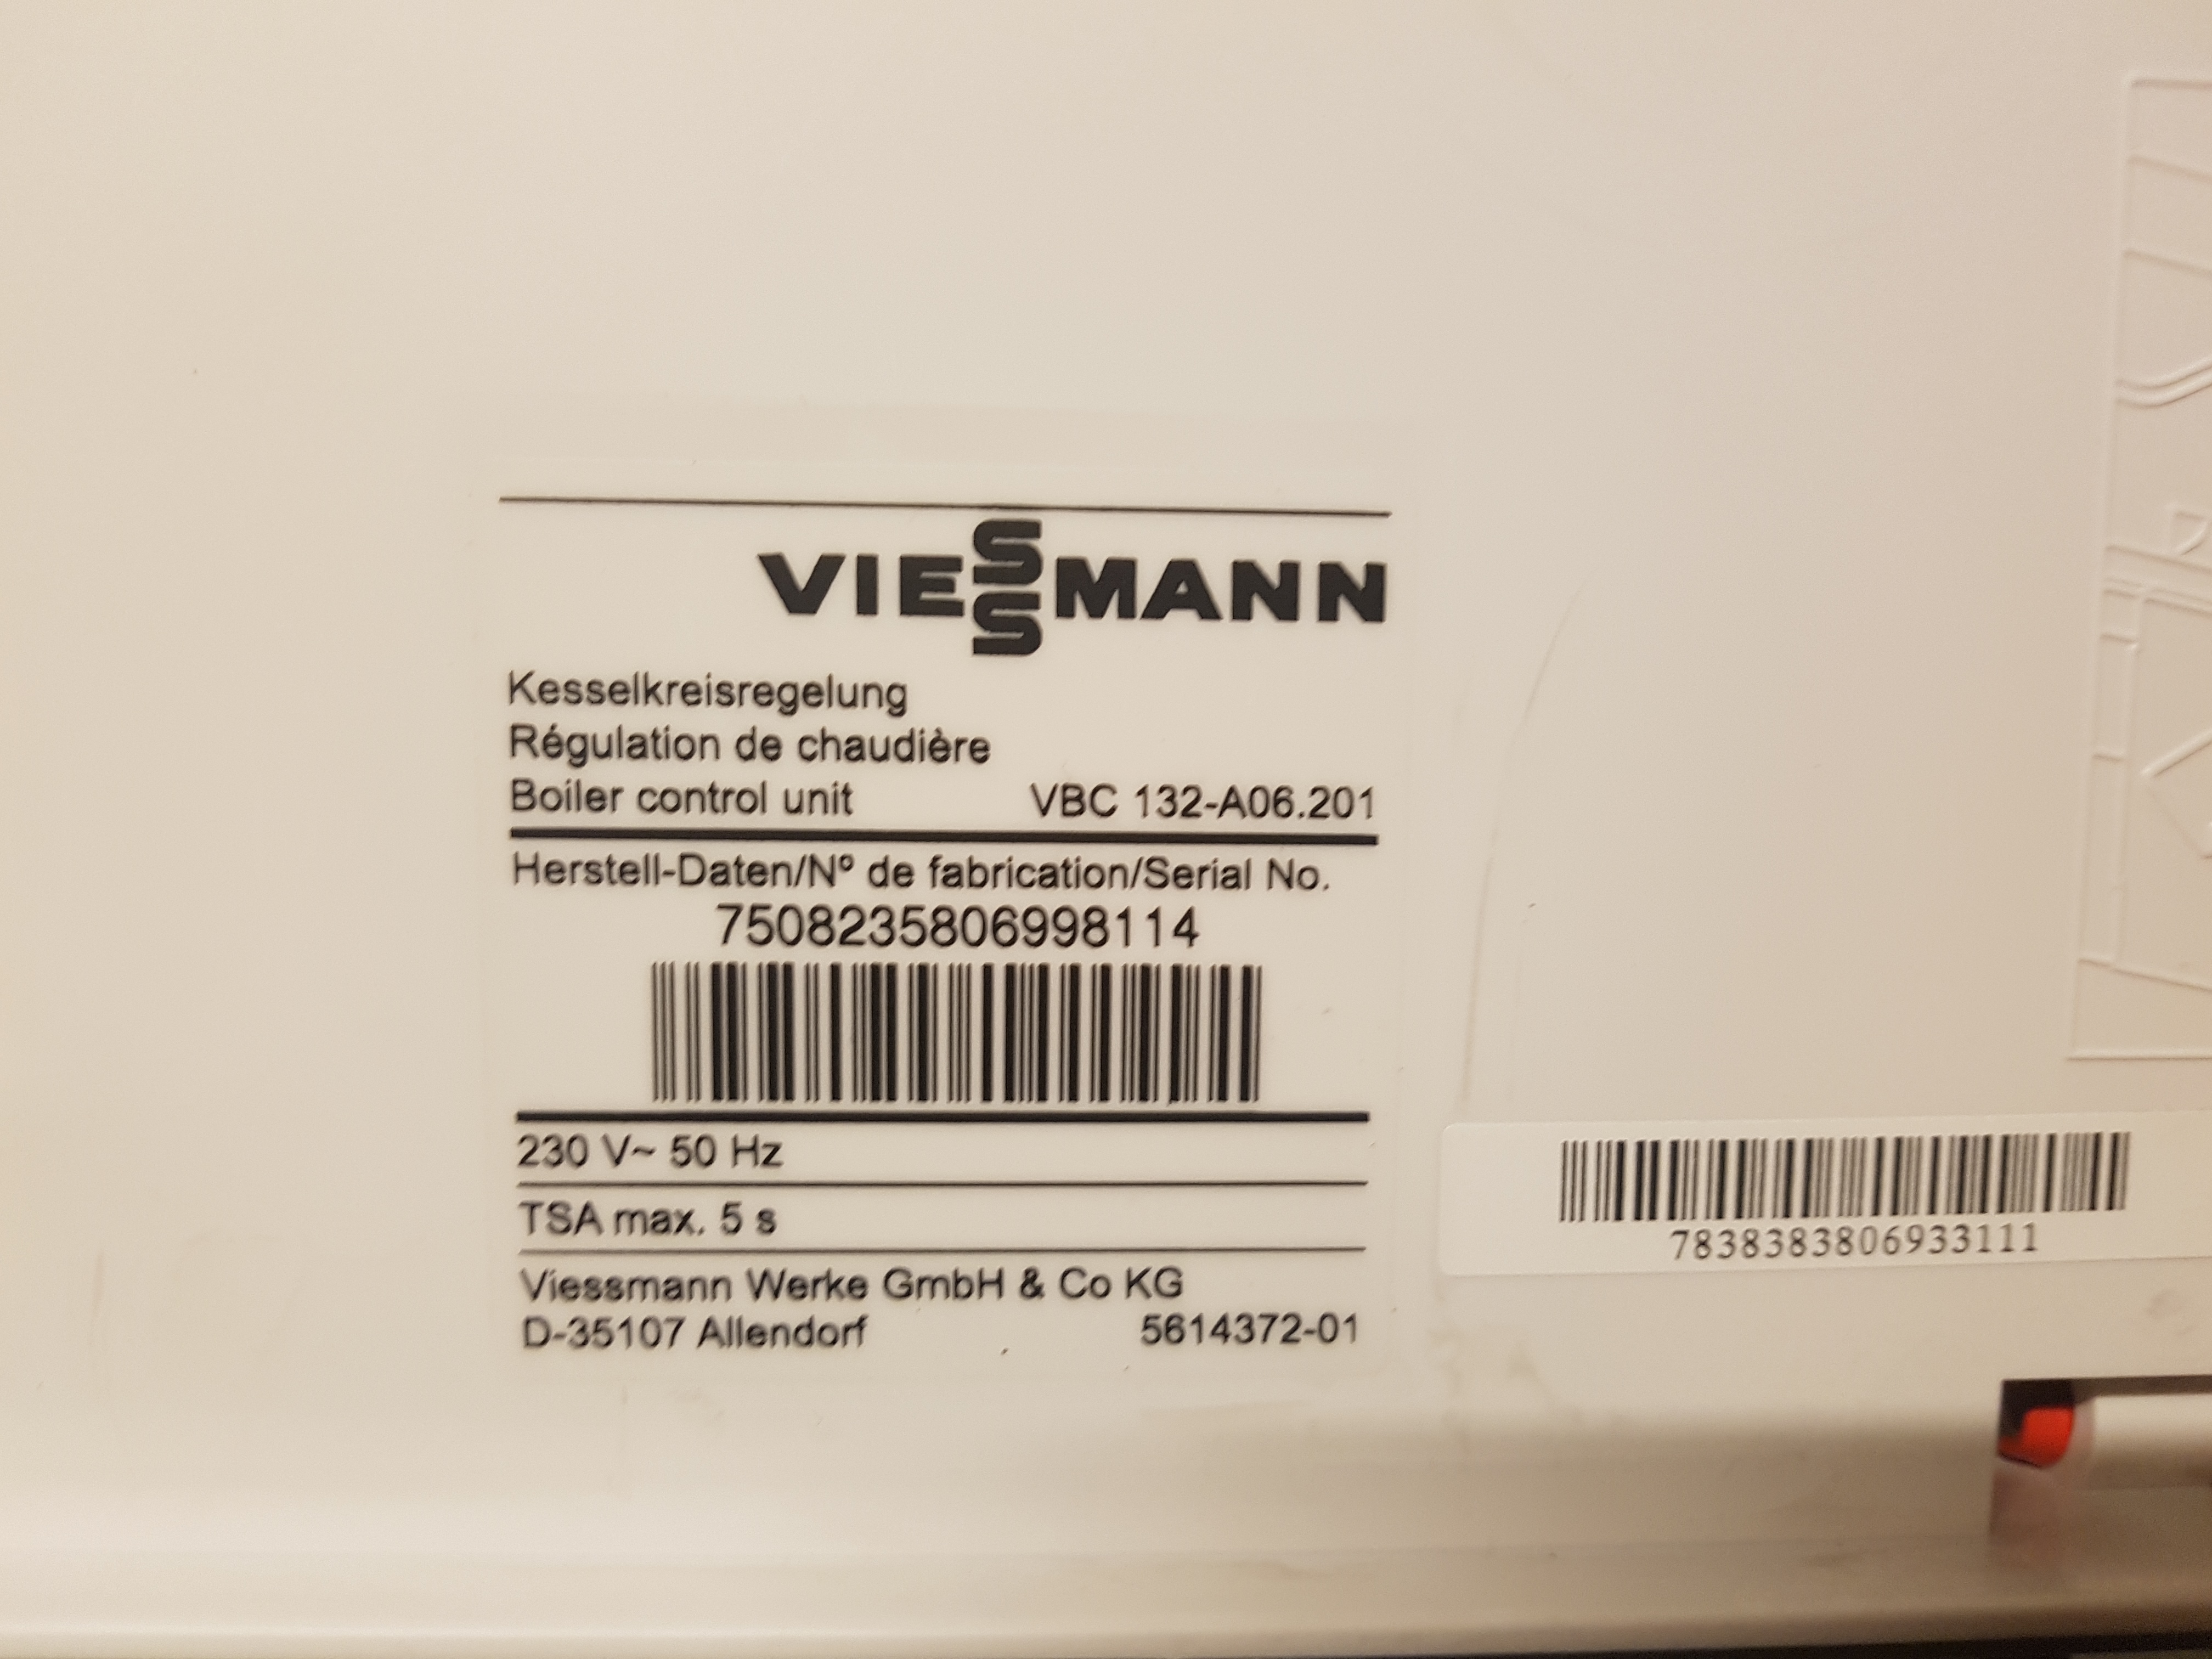 VIESSMANN
Kesselkreisregelung
Régulation de chaudière
Boiler control unit VBC 132-A06.201
Herstell-Daten/Nº de fabrication/Serial No.
7508235806998114
230 V~ 50 Hz
TSA max. 5 s
Viessmann Werke GmbH & Co KG
D-35107 Allendorf 5614372-01
7838383806933111